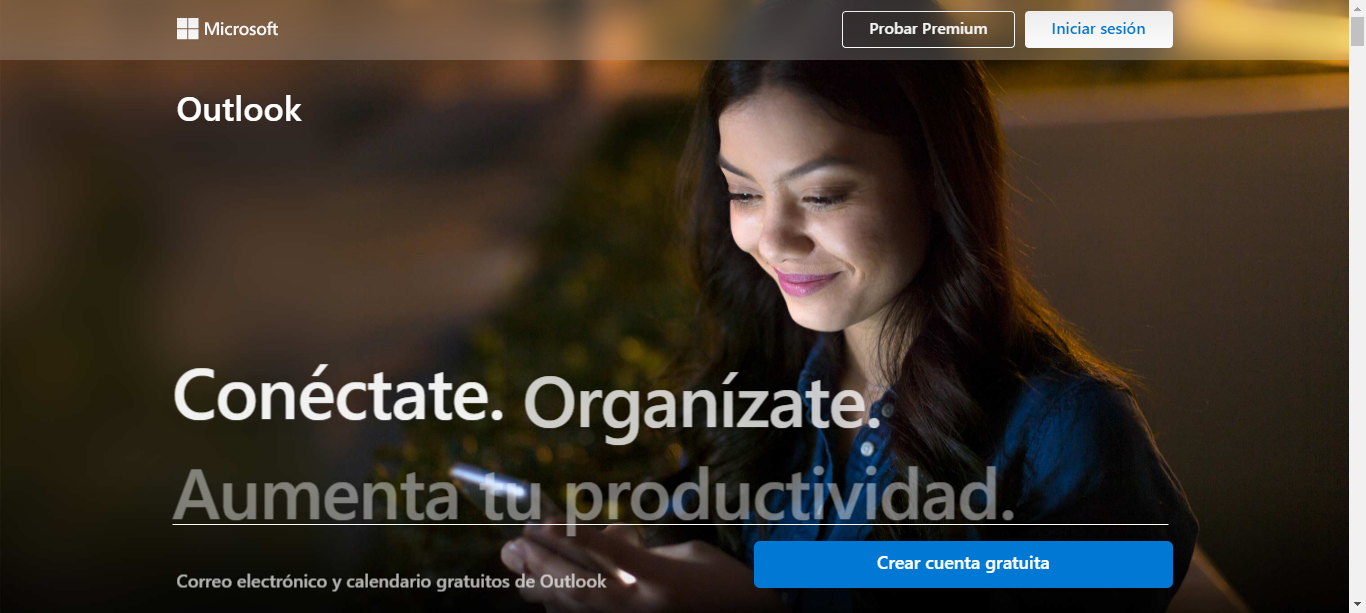 Microsoft
Probar Premium
Iniciar sesión
Outlook
Conéctate. Organízate.
Aumenta tu productividad.
Correo electrónico y calendario gratuitos de Outlook
Crear cuenta gratuita